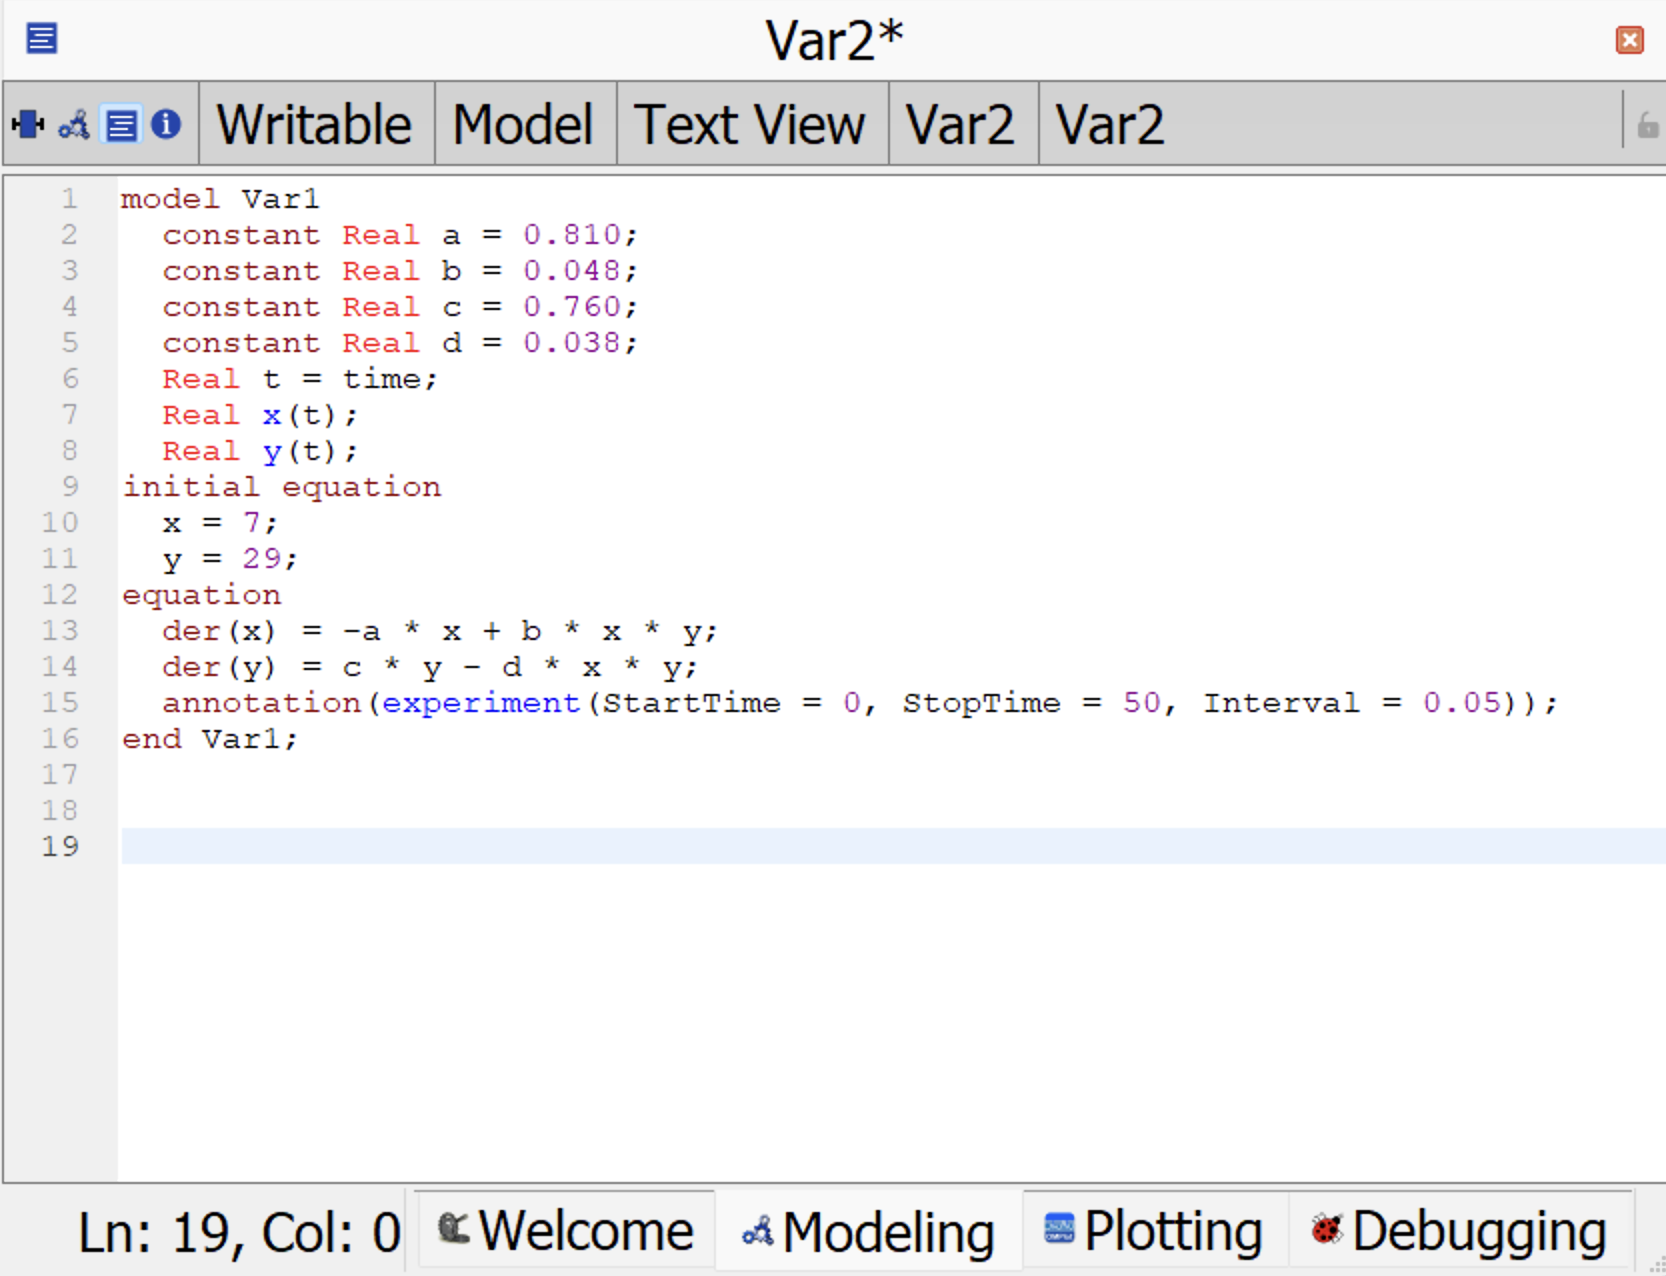 Var2*
Writable Model Text View Var2 Var2
1 model Var1
2   constant Real a = 0.810;
3   constant Real b = 0.048;
4   constant Real c = 0.760;
5   constant Real d = 0.038;
6   Real t = time;
7   Real x(t);
8   Real y(t);
9 initial equation
10   x = 7;
11   y = 29;
12 equation
13   der(x) = -a * x + b * x * y;
14   der(y) = c * y - d * x * y;
15   annotation(experiment(StartTime = 0, StopTime = 50, Interval = 0.05));
16 end Var1;
17
18
19
Ln: 19, Col: 0 Welcome Modeling Plotting Debugging